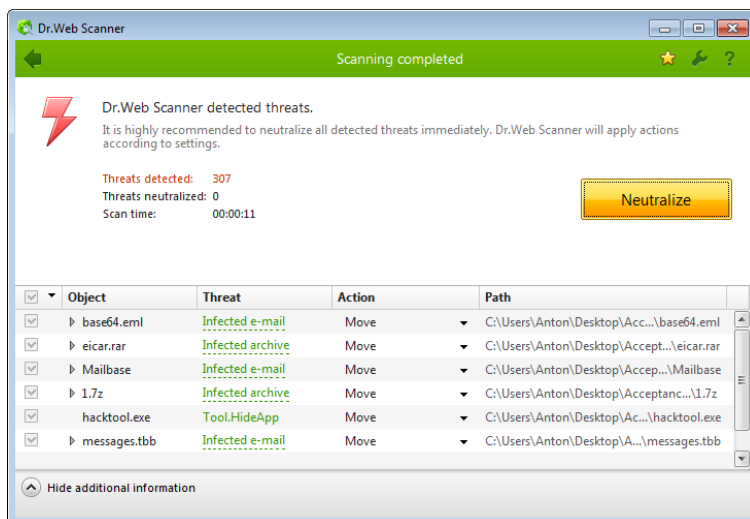 Dr.Web Scanner
Scanning completed
?
Dr.Web Scanner detected threats.
It is highly recommended to neutralize all detected threats immediately. Dr.Web Scanner will apply actions
according to settings.
Threats detected: 307
Threats neutralized: 0
Scan time: 00:00:11
Neutralize
Object Threat Action Path
base64.eml Infected e-mail Move C:\Users\Anton\Desktop\Acc...\base64.eml
eicar.rar Infected archive Move C:\Users\Anton\Desktop\Accept...\eicar.rar
Mailbase Infected e-mail Move C:\Users\Anton\Desktop\Accep...\Mailbase
1.7z Infected archive Move C:\Users\Anton\Desktop\Acceptanc...\1.7z
hacktool.exe Tool.HideApp Move C:\Users\Anton\Desktop\Ac...\hacktool.exe
messages.tbb Infected e-mail Move C:\Users\Anton\Desktop\A...\messages.tbb
Hide additional information